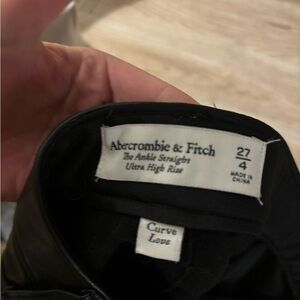 Abercrombie & Fitch
The Ankle Straight
Ultra High Rise
27
4
MADE IN
CHINA
Curve
Love